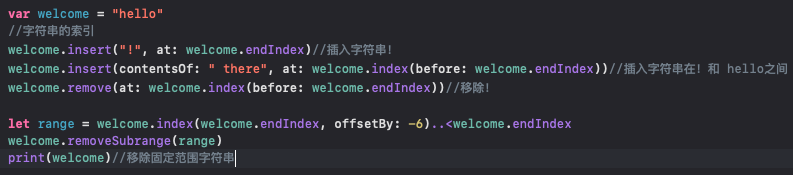 var welcome = "hello"
//字符串的索引
welcome.insert("!", at: welcome.endIndex)//插入字符串!
welcome.insert(contentsOf: " there", at: welcome.index(before: welcome.endIndex))//插入字符串在! 和 hello之间
welcome.remove(at: welcome.index(before: welcome.endIndex))//移除!
let range = welcome.index(welcome.endIndex, offsetBy: -6)..<welcome.endIndex
welcome.removeSubrange(range)
print(welcome)//移除固定范围字符串